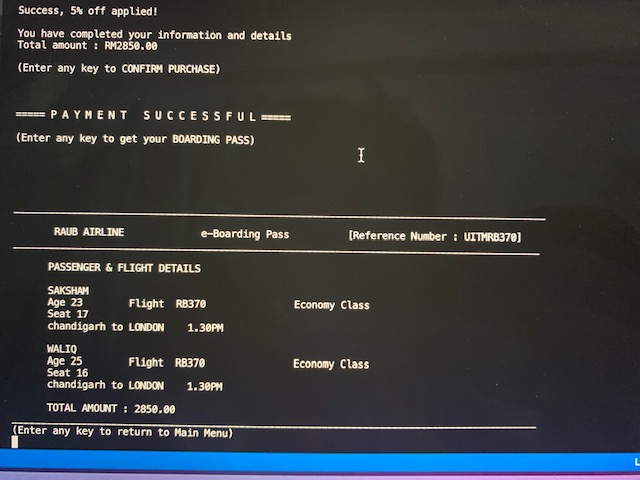 Success, 5% off applied!
You have completed your information and details
Total amount : RM2850.00
(Enter any key to CONFIRM PURCHASE)
===== P A Y M E N T   S U C C E S S F U L =====
(Enter any key to get your BOARDING PASS)
RAUB AIRLINE e-Boarding Pass [Reference Number : UITMRB370]
PASSENGER & FLIGHT DETAILS
SAKSHAM
Age 23 Flight RB370 Economy Class
Seat 17
chandigarh to LONDON 1.30PM
WALIQ
Age 25 Flight RB370 Economy Class
Seat 16
chandigarh to LONDON 1.30PM
TOTAL AMOUNT : 2850.00
(Enter any key to return to Main Menu)
L